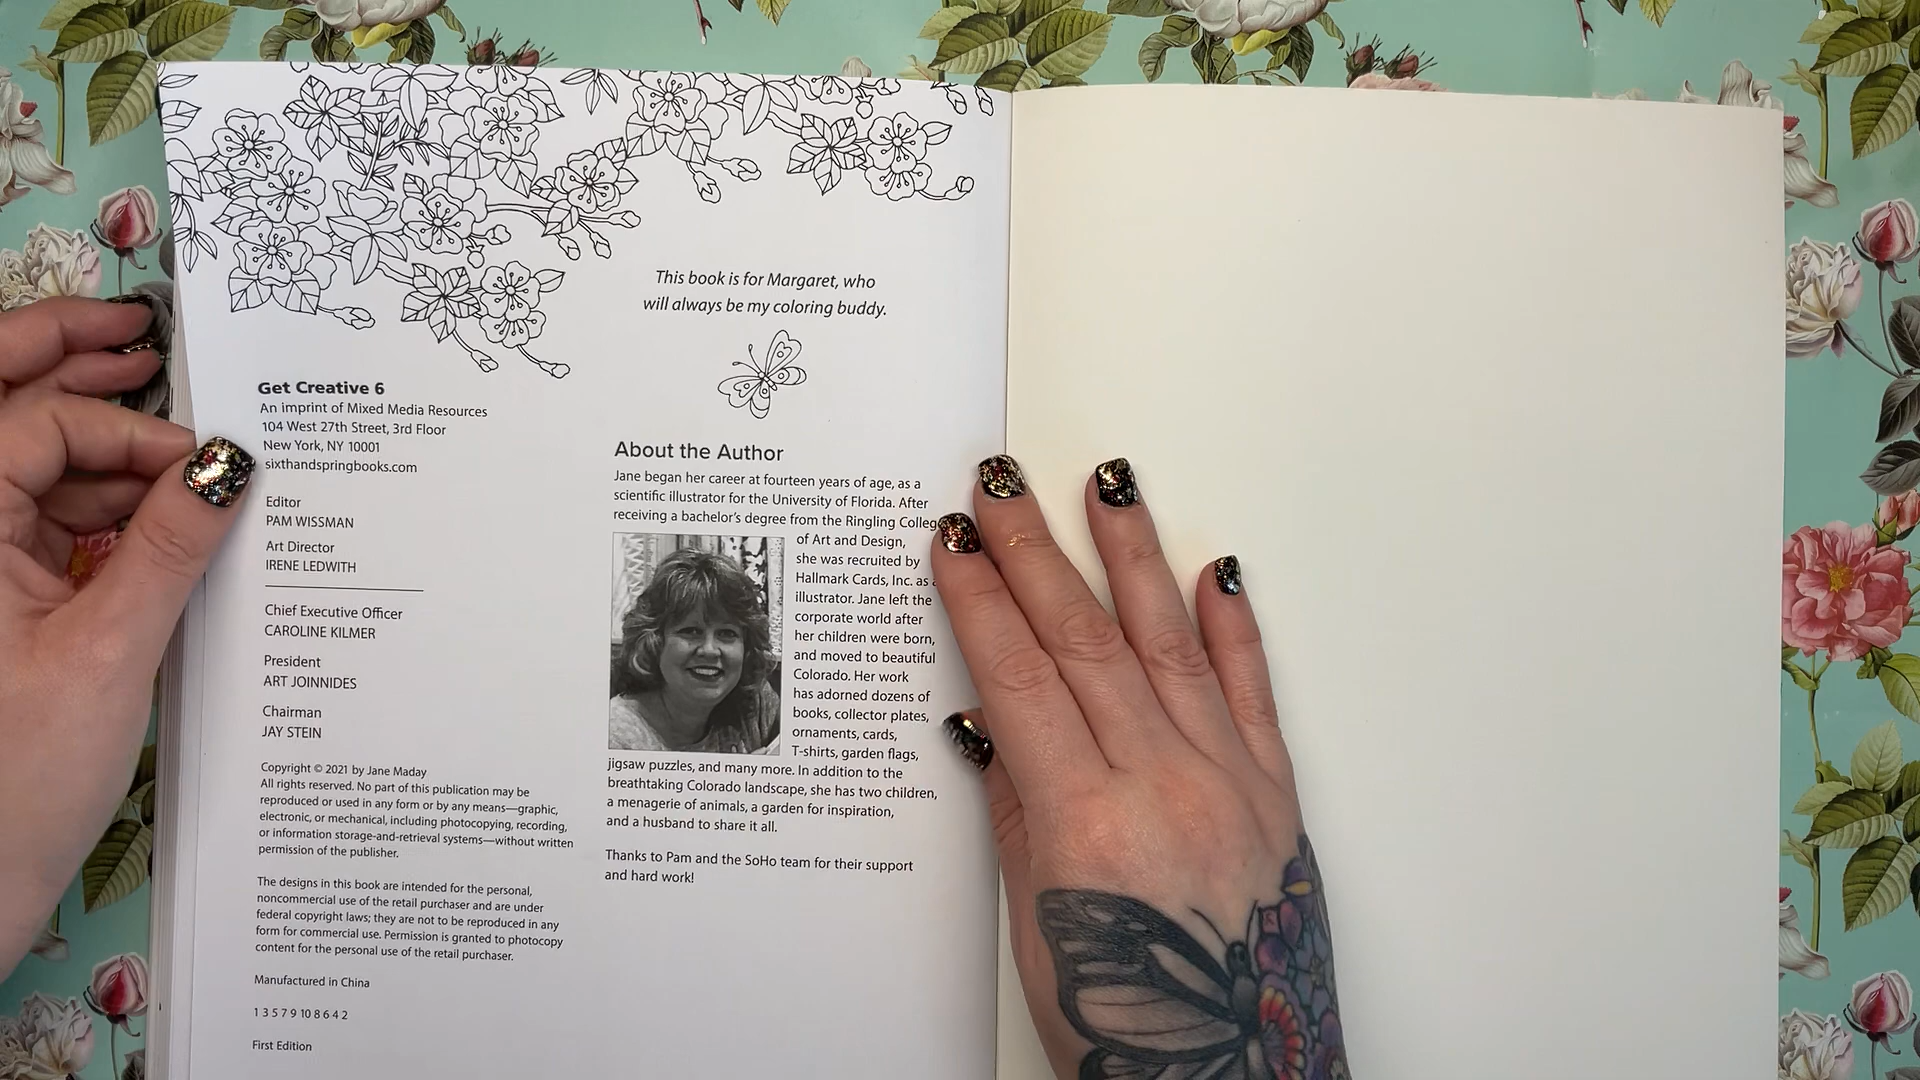 This book is for Margaret, who
will always be my coloring buddy.
Get Creative 6
An imprint of Mixed Media Resources
104 West 27th Street, 3rd Floor
New York, NY 10001
sixthandspringbooks.com
Editor
PAM WISSMAN
Art Director
IRENE LEDWITH
Chief Executive Officer
CAROLINE KILMER
President
ART JOINNIDES
Chairman
JAY STEIN
Copyright © 2021 by Jane Maday
All rights reserved. No part of this publication may be
reproduced or used in any form or by any means—graphic,
electronic, or mechanical, including photocopying, recording,
or information storage-and-retrieval systems—without written
permission of the publisher.
The designs in this book are intended for the personal,
noncommercial use of the retail purchaser and are under
federal copyright laws; they are not to be reproduced in any
form for commercial use. Permission is granted to photocopy
content for the personal use of the retail purchaser.
Manufactured in China
1 3 5 7 9 10 8 6 4 2
First Edition
About the Author
Jane began her career at fourteen years of age, as a
scientific illustrator for the University of Florida. After
receiving a bachelor's degree from the Ringling Colleg
of Art and Design,
she was recruited by
Hallmark Cards, Inc. as a
illustrator. Jane left the
corporate world after
her children were born,
and moved to beautiful
Colorado. Her work
has adorned dozens of
books, collector plates,
ornaments, cards,
T-shirts, garden flags,
jigsaw puzzles, and many more. In addition to the
breathtaking Colorado landscape, she has two children,
a menagerie of animals, a garden for inspiration,
and a husband to share it all.
Thanks to Pam and the SoHo team for their support
and hard work!